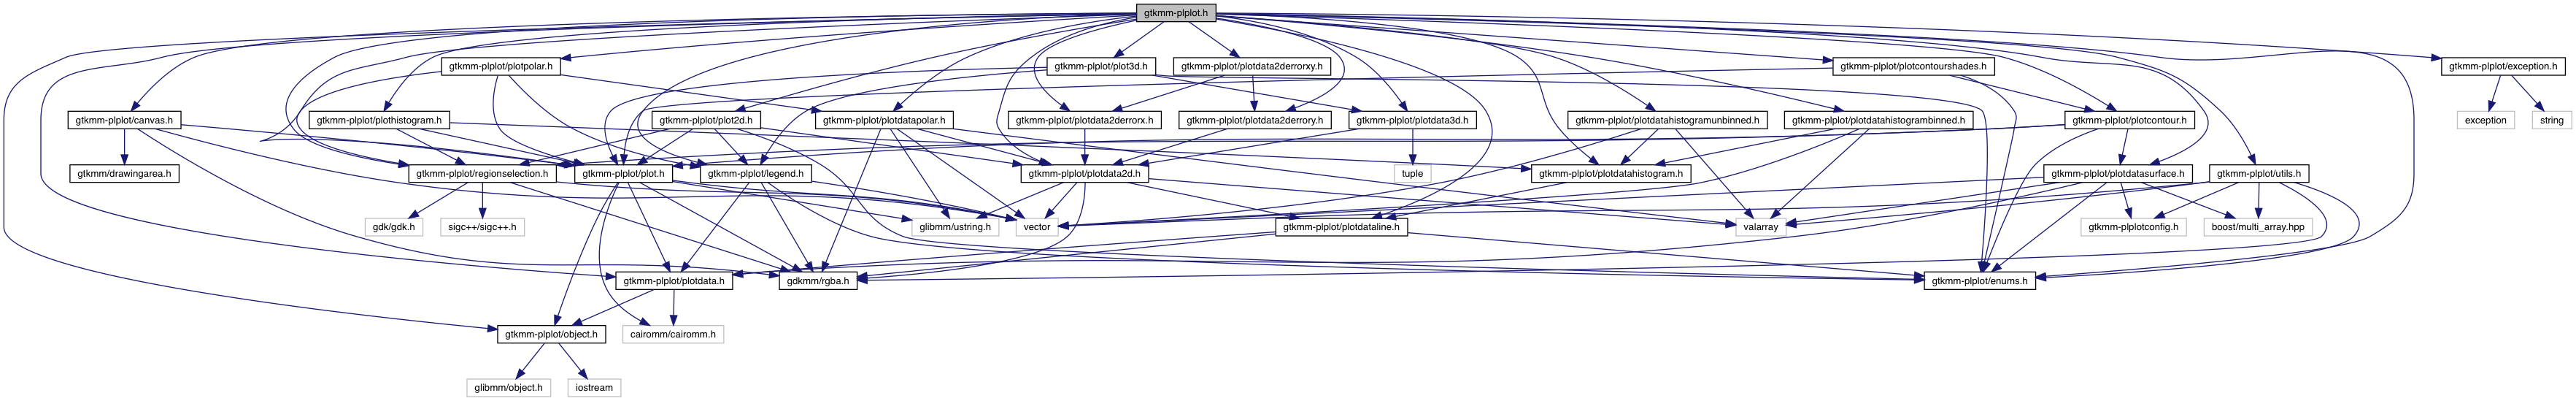 gtkmm-plplot.h
gtkmm-plplot/plotpolar.h
gtkmm-plplot/plot3d.h
gtkmm-plplot/plotdata2derrorxy.h
gtkmm-plplot/plotcontourshades.h
gtkmm-plplot/exception.h
gtkmm-plplot/canvas.h
gtkmm-plplot/plothistogram.h
gtkmm-plplot/plot2d.h
gtkmm-plplot/plotdatapolar.h
gtkmm-plplot/plotdata2derrorx.h
gtkmm-plplot/plotdata2derrory.h
gtkmm-plplot/plotdata3d.h
gtkmm-plplot/plotdatahistogramunbinned.h
gtkmm-plplot/plotdatahistogrambinned.h
gtkmm-plplot/plotcontour.h
exception
string
gtkmm/drawingarea.h
gtkmm-plplot/regionselection.h
gtkmm-plplot/plot.h
gtkmm-plplot/legend.h
gtkmm-plplot/plotdata2d.h
tuple
gtkmm-plplot/plotdatahistogram.h
gtkmm-plplot/plotdatasurface.h
gtkmm-plplot/utils.h
gdk/gdk.h
sigc++/sigc++.h
glibmm/ustring.h
vector
gtkmm-plplot/plotdataline.h
valarray
gtkmm-plplotconfig.h
boost/multi_array.hpp
gtkmm-plplot/plotdata.h
gdkmm/rgba.h
gtkmm-plplot/enums.h
gtkmm-plplot/object.h
cairomm/cairomm.h
glibmm/object.h
iostream